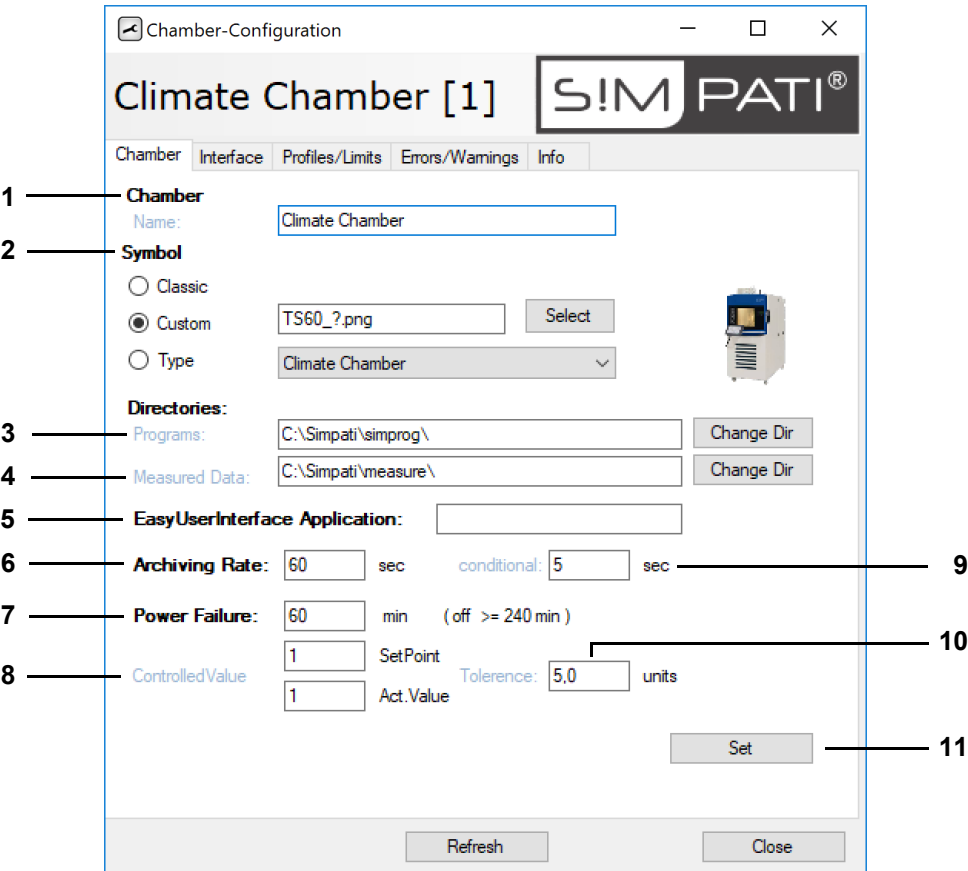 Chamber-Configuration
Climate Chamber [1] S!MPATI®
Chamber Interface Profiles/Limits Errors/Warnings Info
1 Chamber
Name: Climate Chamber
2 Symbol
Classic
Custom TS60_?.png Select
Type Climate Chamber
Directories:
3 Programs: C:\Simpati\simprog\ Change Dir
4 Measured Data: C:\Simpati\measure\ Change Dir
5 EasyUserInterface Application:
6 Archiving Rate: 60 sec conditional: 5 sec 9
7 Power Failure: 60 min ( off >= 240 min )
10
1 SetPoint
8 ControlledValue Tolerence: 5,0 units
1 Act.Value
Set 11
Refresh Close